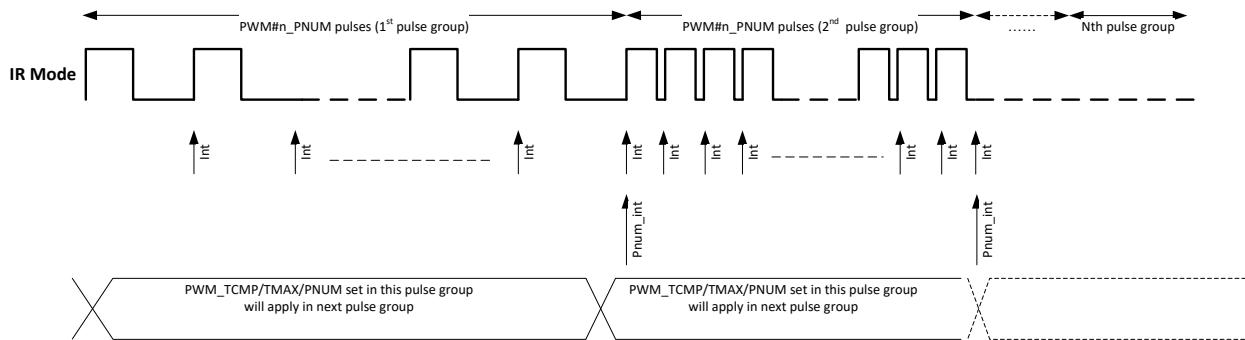 PWM#n_PNUM pulses (1st pulse group)
PWM#n_PNUM pulses (2nd pulse group)
......
Nth pulse group
IR Mode
Int
Int
Int
Int
Int
Int
Int
Int
Int
Int
Pnum_int
Pnum_int
PWM_TCMP/TMAX/PNUM set in this pulse group
will apply in next pulse group
PWM_TCMP/TMAX/PNUM set in this pulse group
will apply in next pulse group